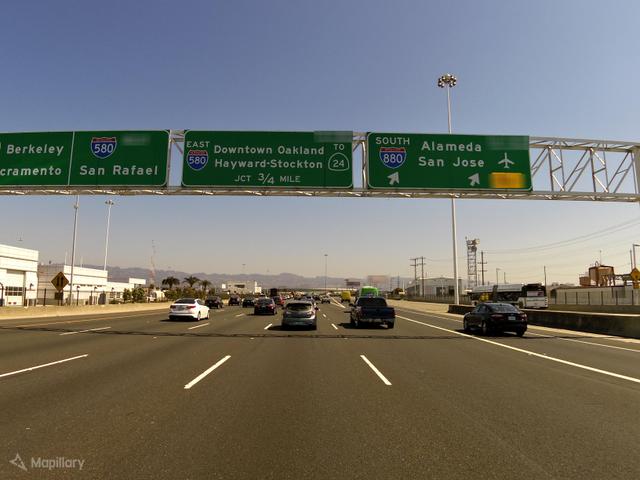 Berkeley
580
cramento
San Rafael
EAST
580
Downtown Oakland
Hayward-Stockton
TO
24
JCT 3/4 MILE
SOUTH
880
Alameda
San Jose
Mapillary